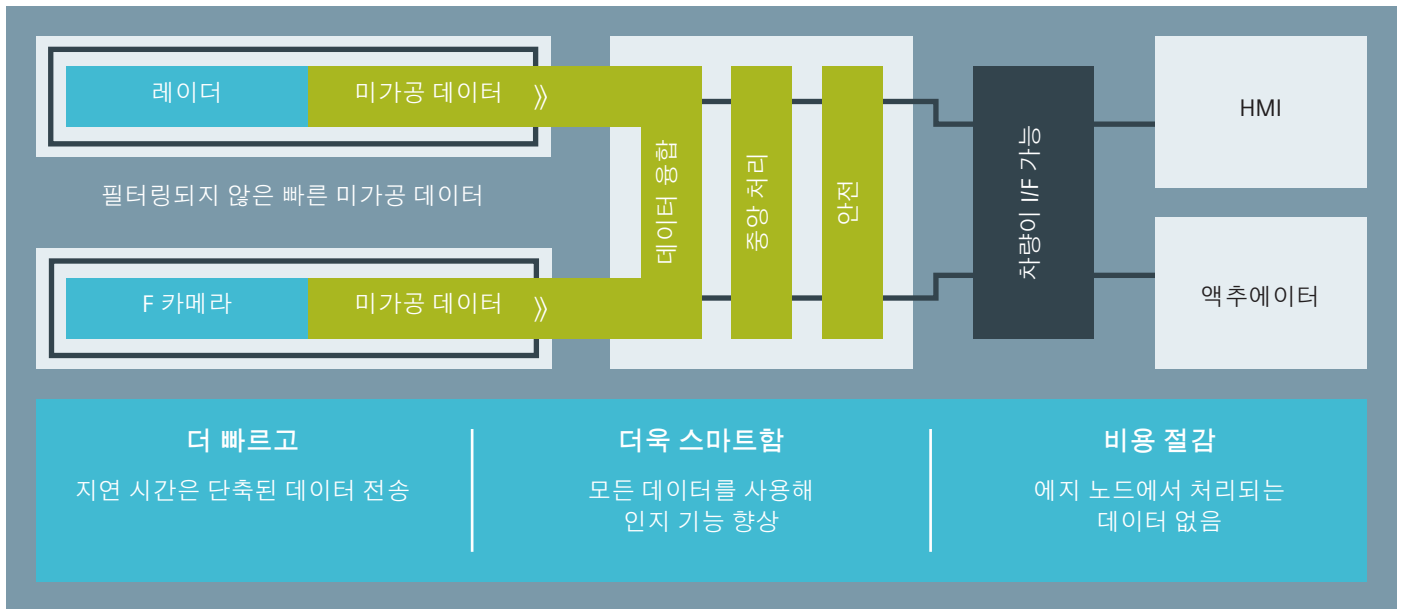 레이더
미가공 데이터
》
필터링되지 않은 빠른 미가공 데이터
F 카메라
미가공 데이터
》
데이터 융합
중앙 처리
안전
차량이 I/F 가능
HMI
액추에이터
더 빠르고
지연 시간은 단축된 데이터 전송
더욱 스마트함
모든 데이터를 사용해
인지 기능 향상
비용 절감
에지 노드에서 처리되는
데이터 없음